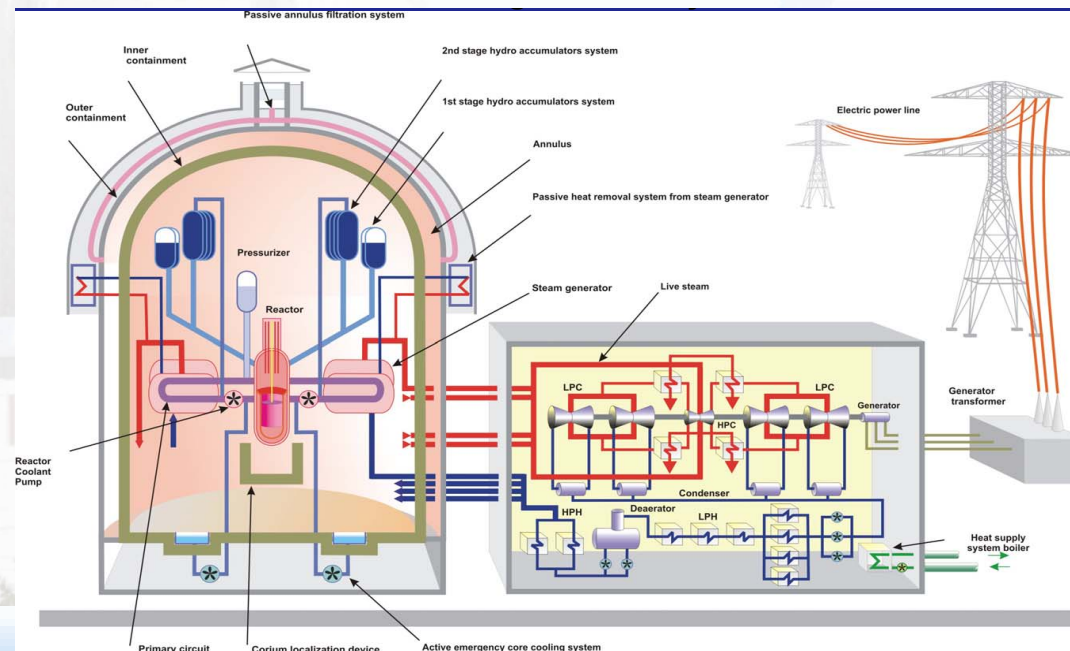 Passive annulus filtration system
Inner
containment
2nd stage hydro accumulators system
1st stage hydro accumulators system
Outer
containment
Electric power line
Annulus
Passive heat removal system from steam generator
Pressurizer
Steam generator
Live steam
Reactor
LPC
LPC
Generator
Generator
transformer
HPC
Reactor
Coolant
Pump
Condenser
HPH
Deaerator
LPH
Heat supply
system boiler
Primary circuit
Corium localization device
Active emergency core cooling system